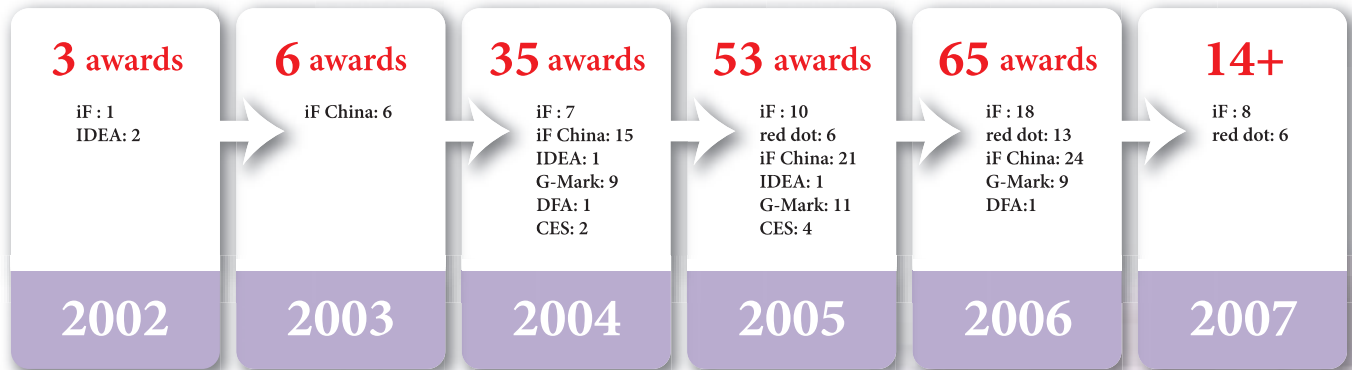 3 awards
iF : 1
IDEA: 2
2002
6 awards
iF China: 6
2003
35 awards
iF : 7
iF China: 15
IDEA: 1
G-Mark: 9
DFA: 1
CES: 2
2004
53 awards
iF : 10
red dot: 6
iF China: 21
IDEA: 1
G-Mark: 11
CES: 4
2005
65 awards
iF : 18
red dot: 13
iF China: 24
G-Mark: 9
DFA:1
2006
14+
iF : 8
red dot: 6
2007